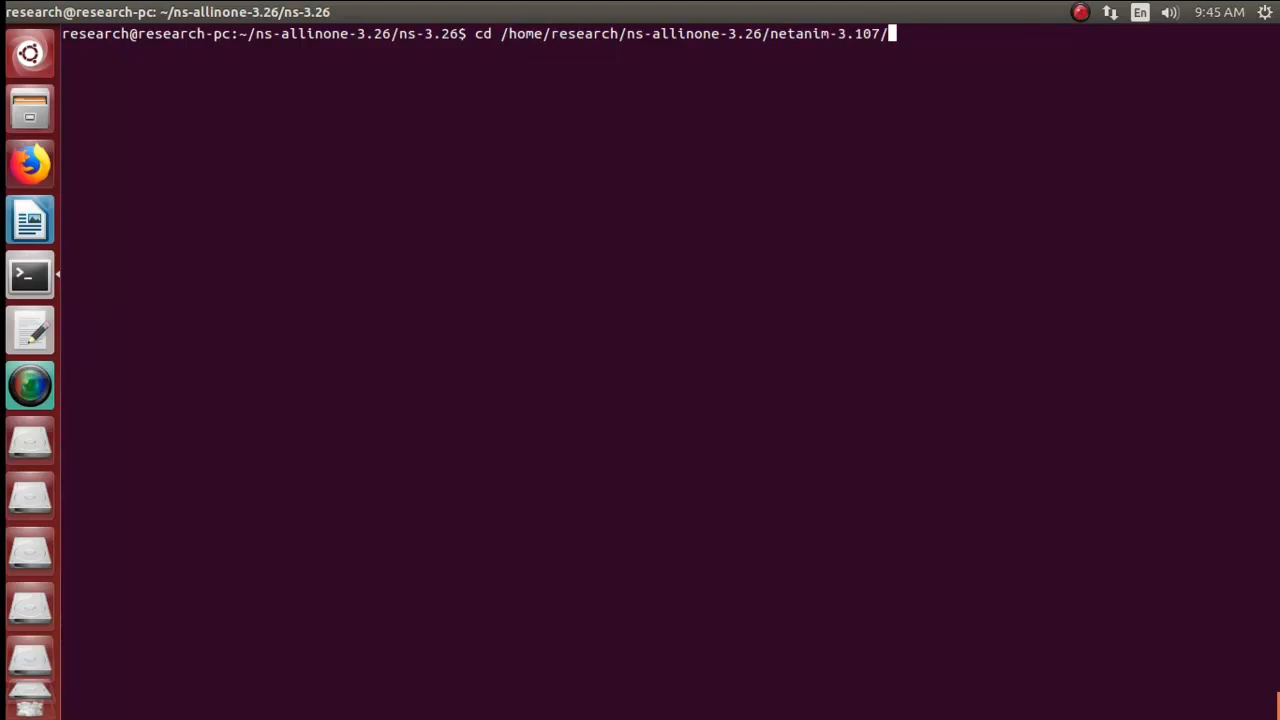 research@research-pc: ~/ns-allinone-3.26/ns-3.26
En
9:45 AM
research@research-pc:~/ns-allinone-3.26/ns-3.26$ cd /home/research/ns-allinone-3.26/netanim-3.107/
>_